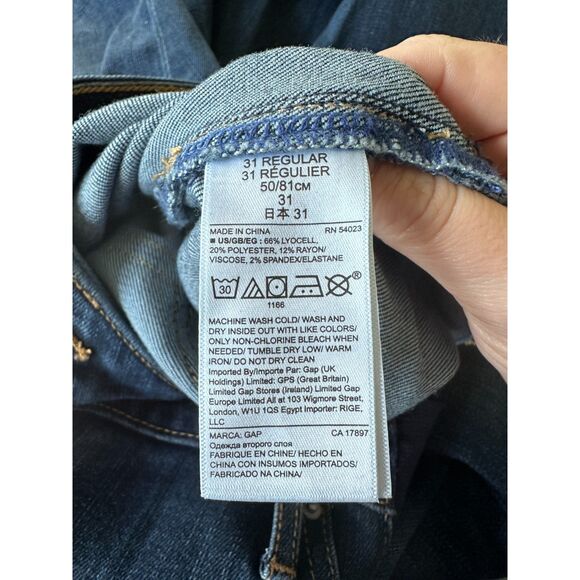 31 REGULAR
31 RÉGULIER
50/81CM
31
日本 31
MADE IN CHINA RN 54023
■ US/GB/EG : 66% LYOCELL,
20% POLYESTER, 12% RAYON/
VISCOSE, 2% SPANDEX/ELASTANE
30 ®
1166
MACHINE WASH COLD/ WASH AND
DRY INSIDE OUT WITH LIKE COLORS/
ONLY NON-CHLORINE BLEACH WHEN
NEEDED/ TUMBLE DRY LOW/ WARM
IRON/ DO NOT DRY CLEAN
Imported By/Importe Par: Gap (UK
Holdings) Limited: GPS (Great Britain)
Limited Gap Stores (Ireland) Limited Gap
Europe Limited All at 103 Wigmore Street,
London, W1U 1QS Egypt Importer: RIGE,
LLC
MARCA: GAP CA 17897
Одежда второго слоя
FABRIQUE EN CHINE/ HECHO EN
CHINA CON INSUMOS IMPORTADOS/
FABRICADO NA CHINA/